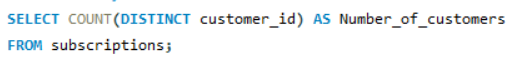 SELECT COUNT(DISTINCT customer_id) AS Number_of_customers
FROM subscriptions;